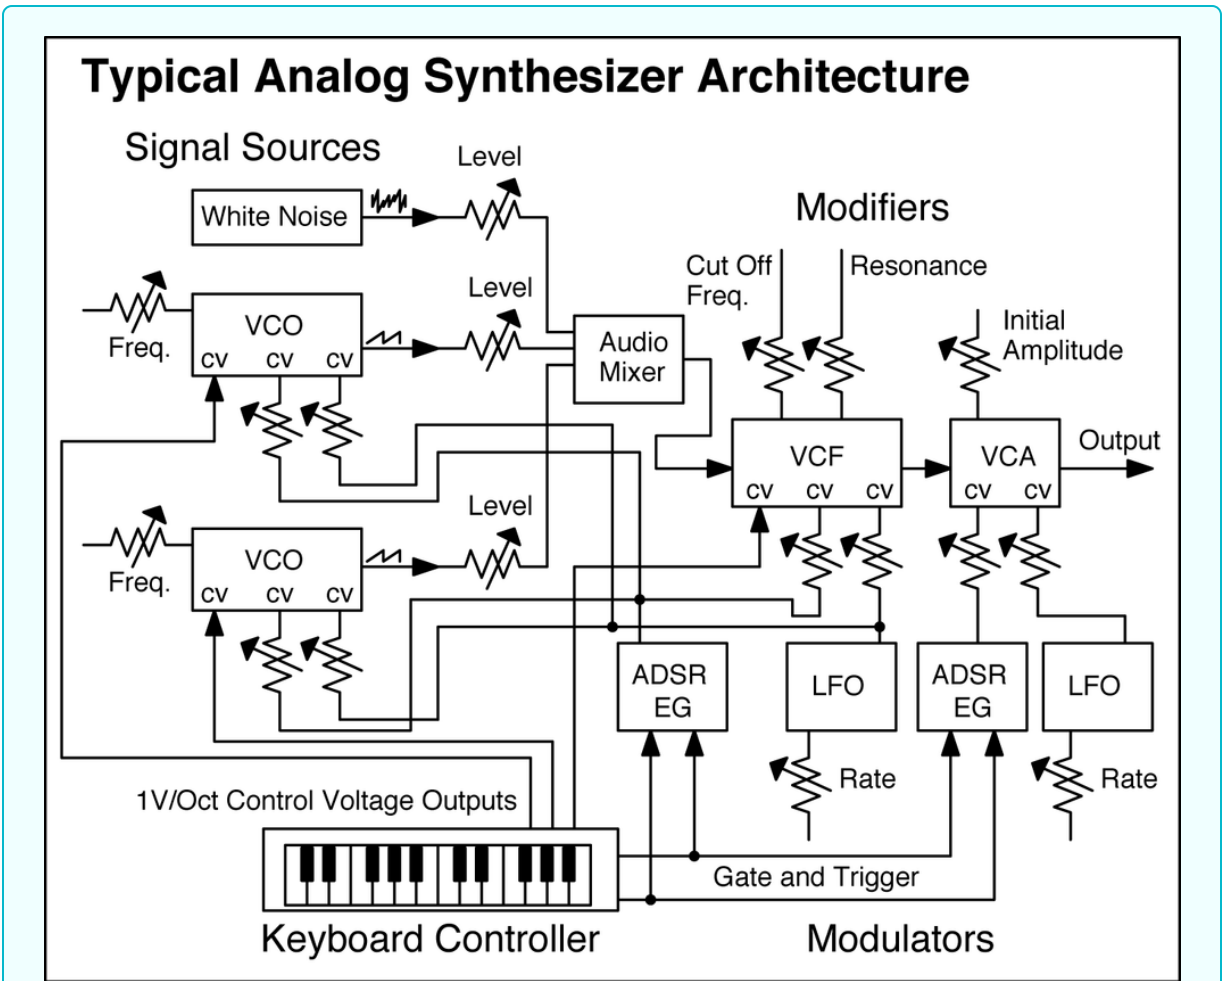 Typical Analog Synthesizer Architecture
Signal Sources
Level
White Noise
Modifiers
Cut Off
Freq.
Resonance
Level
Freq.
VCO
cv cv cv
Audio
Mixer
Initial
Amplitude
VCF
cv cv cv
VCA
cv cv
Output
Level
Freq.
VCO
cv cv cv
ADSR
EG
LFO
ADSR
EG
LFO
Rate
Rate
1V/Oct Control Voltage Outputs
Gate and Trigger
Keyboard Controller
Modulators